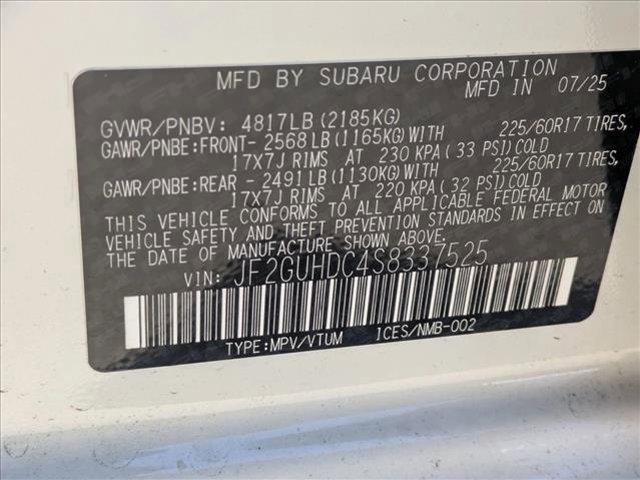 MFD BY SUBARU CORPORATION
MFD IN 07/25
GVWR/PNBV: 4817LB(2185KG)
GAWR/PNBE:FRONT- 2568LB(1165KG)WITH 225/60R17 TIRES,
17X7J RIMS AT 230 KPA(33 PSI)COLD
GAWR/PNBE:REAR - 2491LB(1130KG)WITH 225/60R17 TIRES,
17X7J RIMS AT 220 KPA(32 PSI)COLD
THIS VEHICLE CONFORMS TO ALL APPLICABLE FEDERAL MOTOR
VEHICLE SAFETY AND THEFT PREVENTION STANDARDS IN EFFECT ON
THE DATE OF MANUFACTURE SHOWN ABOVE.
VIN: JF2GUHDC4S8337525
TYPE:MPV/VTUM ICES/NMB-002